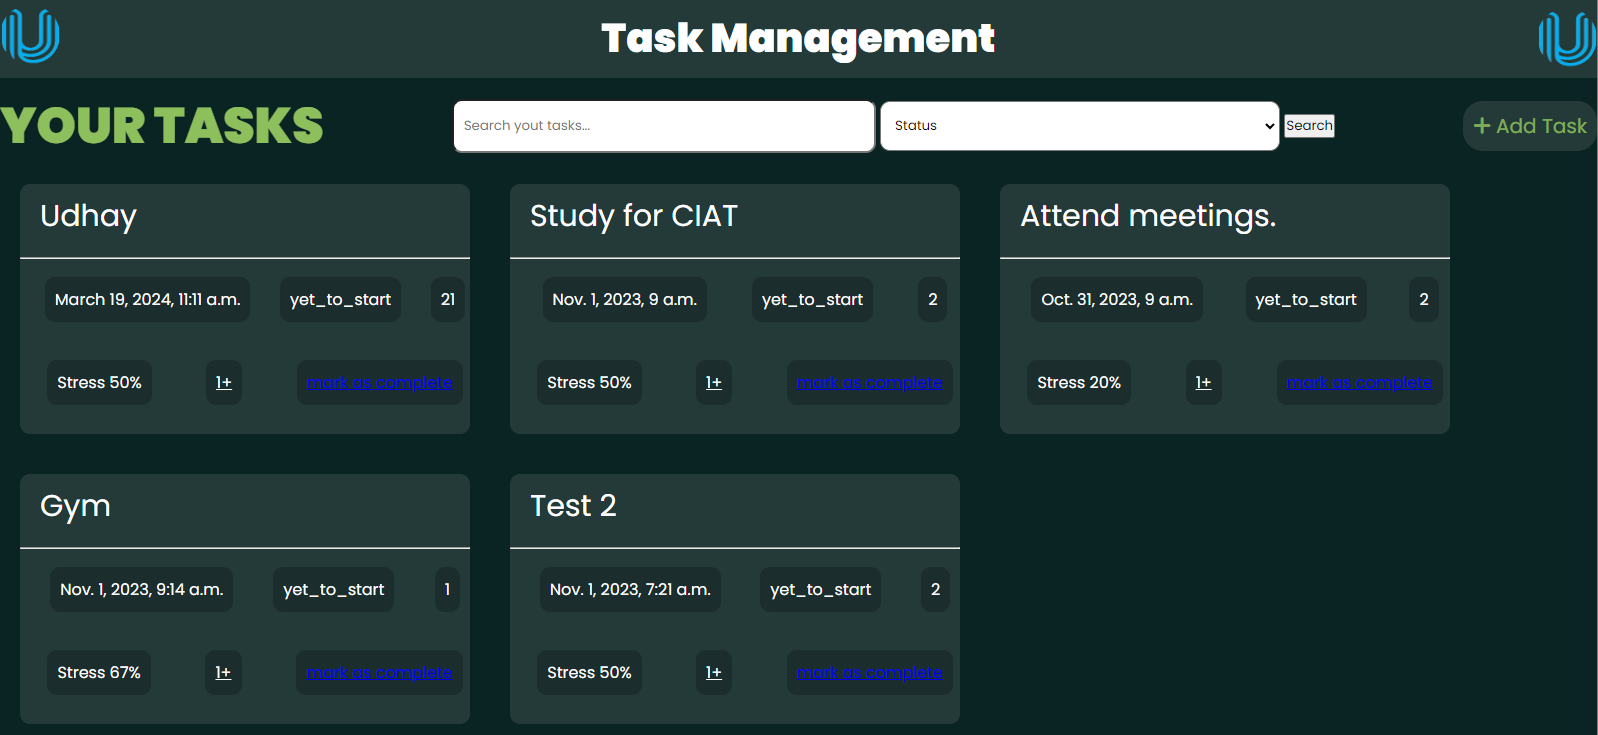 Task Management
YOUR TASKS
Search yout tasks...
Status
Search
+ Add Task
Udhay
March 19, 2024, 11:11 a.m. yet_to_start 21
Stress 50% 1+ mark as complete
Study for CIAT
Nov. 1, 2023, 9 a.m. yet_to_start 2
Stress 50% 1+ mark as complete
Attend meetings.
Oct. 31, 2023, 9 a.m. yet_to_start 2
Stress 20% 1+ mark as complete
Gym
Nov. 1, 2023, 9:14 a.m. yet_to_start 1
Stress 67% 1+ mark as complete
Test 2
Nov. 1, 2023, 7:21 a.m. yet_to_start 2
Stress 50% 1+ mark as complete